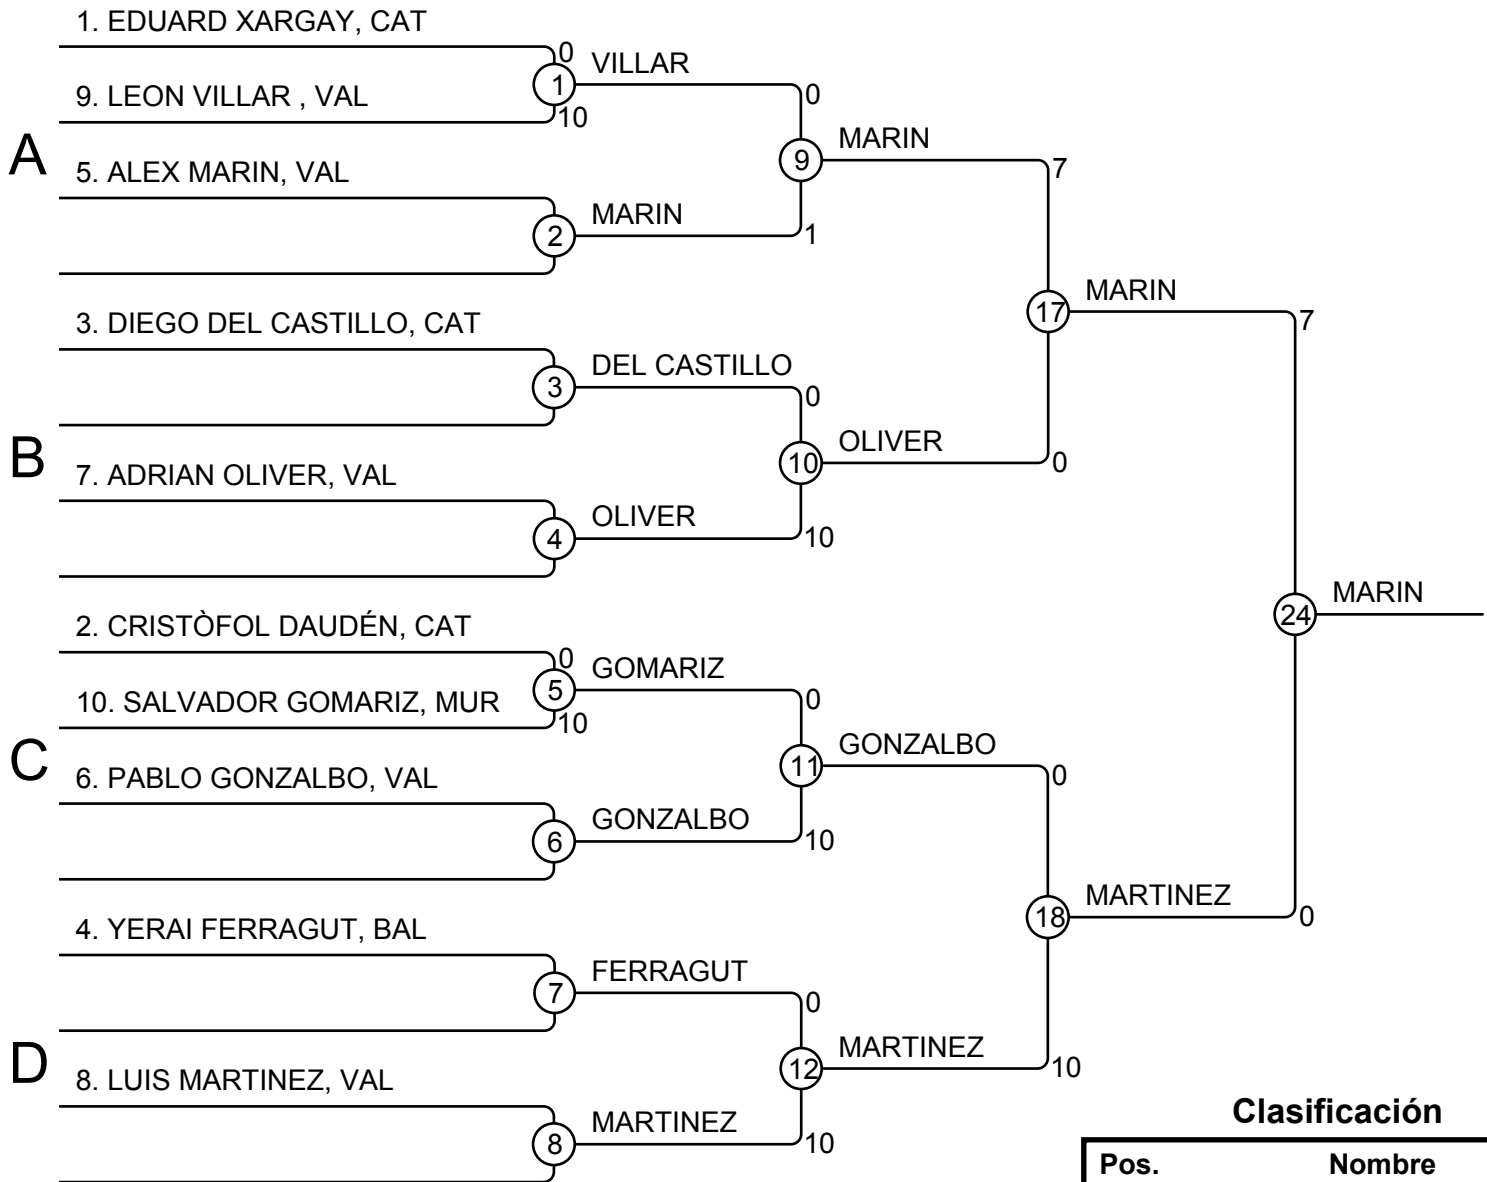 1. EDUARD XARGAY, CAT
0
VILLAR
1
9. LEON VILLAR , VAL
10
0
A
MARIN
9
7
5. ALEX MARIN, VAL
MARIN
2
1
MARIN
17
7
3. DIEGO DEL CASTILLO, CAT
DEL CASTILLO
3
0
B
OLIVER
10
0
7. ADRIAN OLIVER, VAL
OLIVER
4
10
MARIN
24
2. CRISTÒFOL DAUDÉN, CAT
0
GOMARIZ
5
10. SALVADOR GOMARIZ, MUR
10
0
C
GONZALBO
11
0
6. PABLO GONZALBO, VAL
GONZALBO
6
10
MARTINEZ
18
0
4. YERAI FERRAGUT, BAL
FERRAGUT
7
0
D
MARTINEZ
12
10
8. LUIS MARTINEZ, VAL
MARTINEZ
8
10
Clasificación
Pos. Nombre